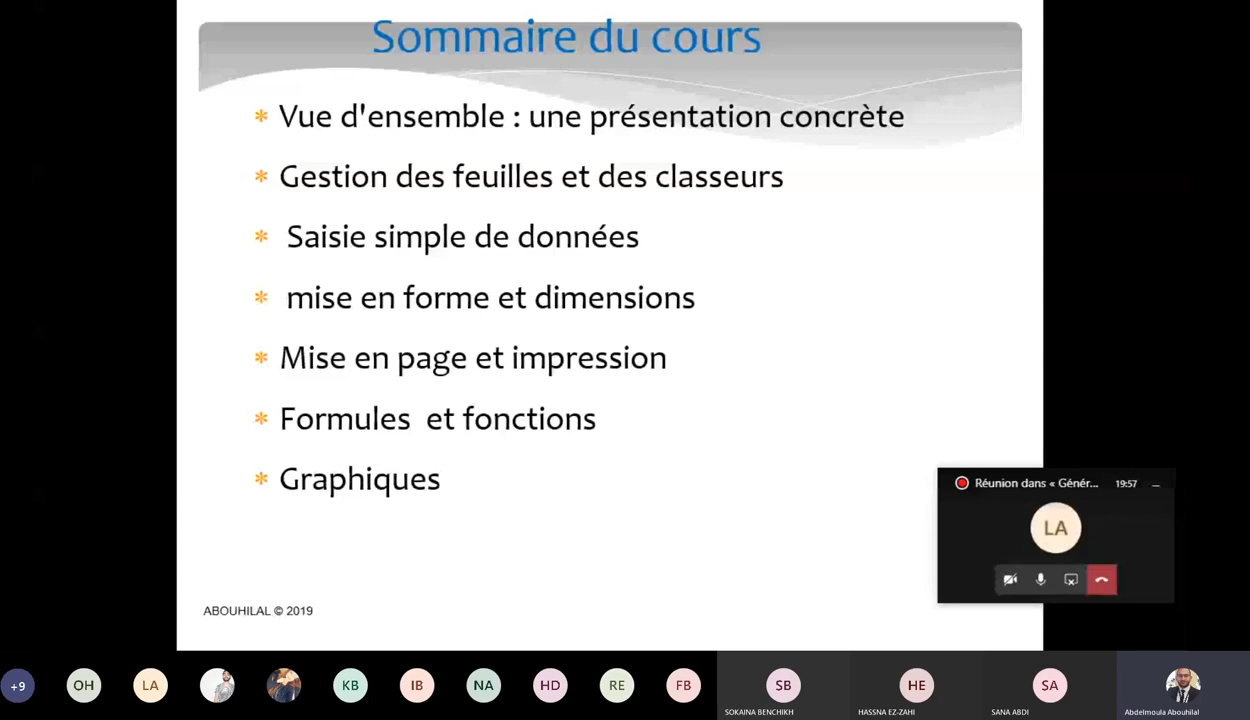 Sommaire du cours
* Vue d'ensemble : une présentation concrète
* Gestion des feuilles et des classeurs
* Saisie simple de données
* mise en forme et dimensions
* Mise en page et impression
* Formules et fonctions
* Graphiques
Réunion dans « Génér... 19:57
LA
ABOUHILAL © 2019
+9 OH LA KB IB NA HD RE FB SB HE SA
SOKAINA BENCHIKH HASSNA EZ-ZAHI SANA ABDI Abdelmoula Abouhilal